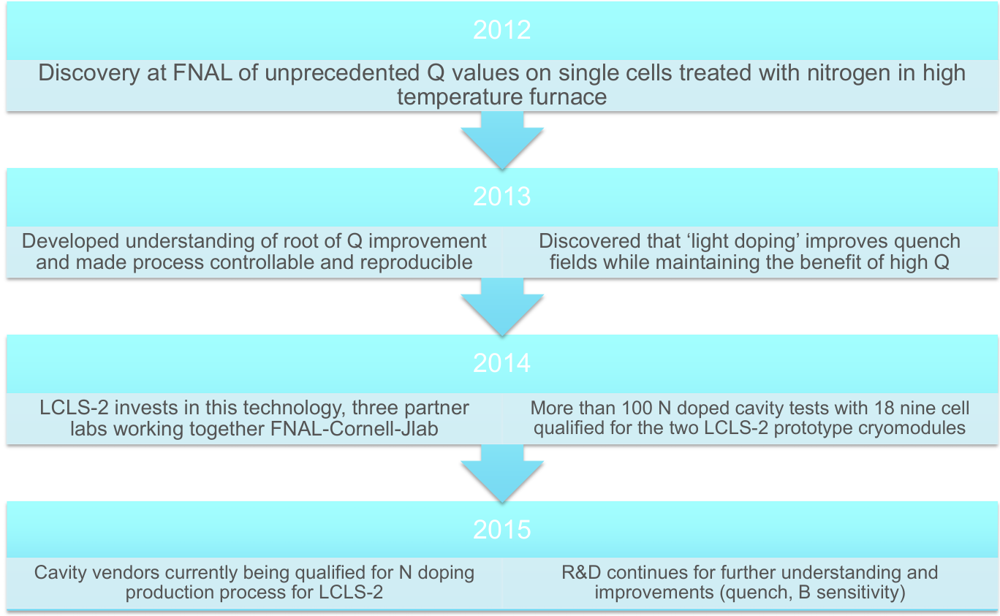 2012
Discovery at FNAL of unprecedented Q values on single cells treated with nitrogen in high
temperature furnace
2013
Developed understanding of root of Q improvement
and made process controllable and reproducible
Discovered that ‘light doping’ improves quench
fields while maintaining the benefit of high Q
2014
LCLS-2 invests in this technology, three partner
labs working together FNAL-Cornell-Jlab
More than 100 N doped cavity tests with 18 nine cell
qualified for the two LCLS-2 prototype cryomodules
2015
Cavity vendors currently being qualified for N doping
production process for LCLS-2
R&D continues for further understanding and
improvements (quench, B sensitivity)